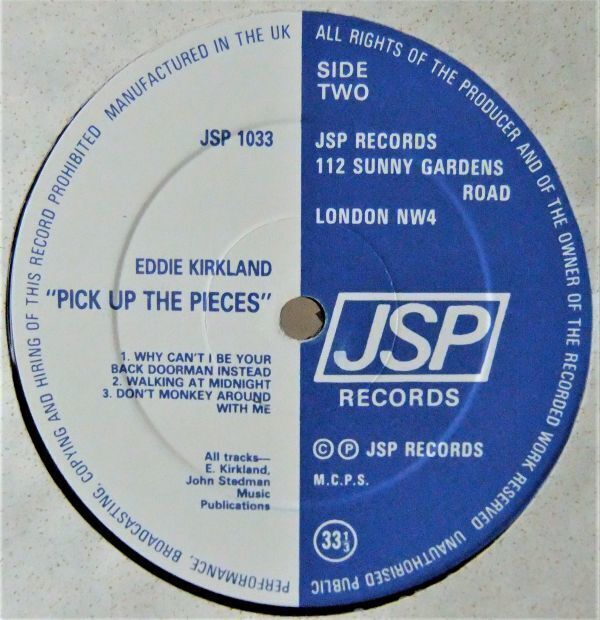 ALL RIGHTS OF THE PRODUCER AND OF THE OWNER OF THE RECORDED WORK RESERVED UNAUTHORISED PUBLIC PERFORMANCE, BROADCASTING, COPYING AND HIRING OF THIS RECORD PROHIBITED MANUFACTURED IN THE UK
SIDE
TWO
JSP 1033
JSP RECORDS
112 SUNNY GARDENS
ROAD
LONDON NW4
EDDIE KIRKLAND
"PICK UP THE PIECES"
1. WHY CAN'T I BE YOUR
BACK DOORMAN INSTEAD
2. WALKING AT MIDNIGHT
3. DON'T MONKEY AROUND
WITH ME
All tracks—
E. Kirkland,
John Stedman
Music
Publications
JSP
RECORDS
© ℗ JSP RECORDS
M.C.P.S.
33⅓